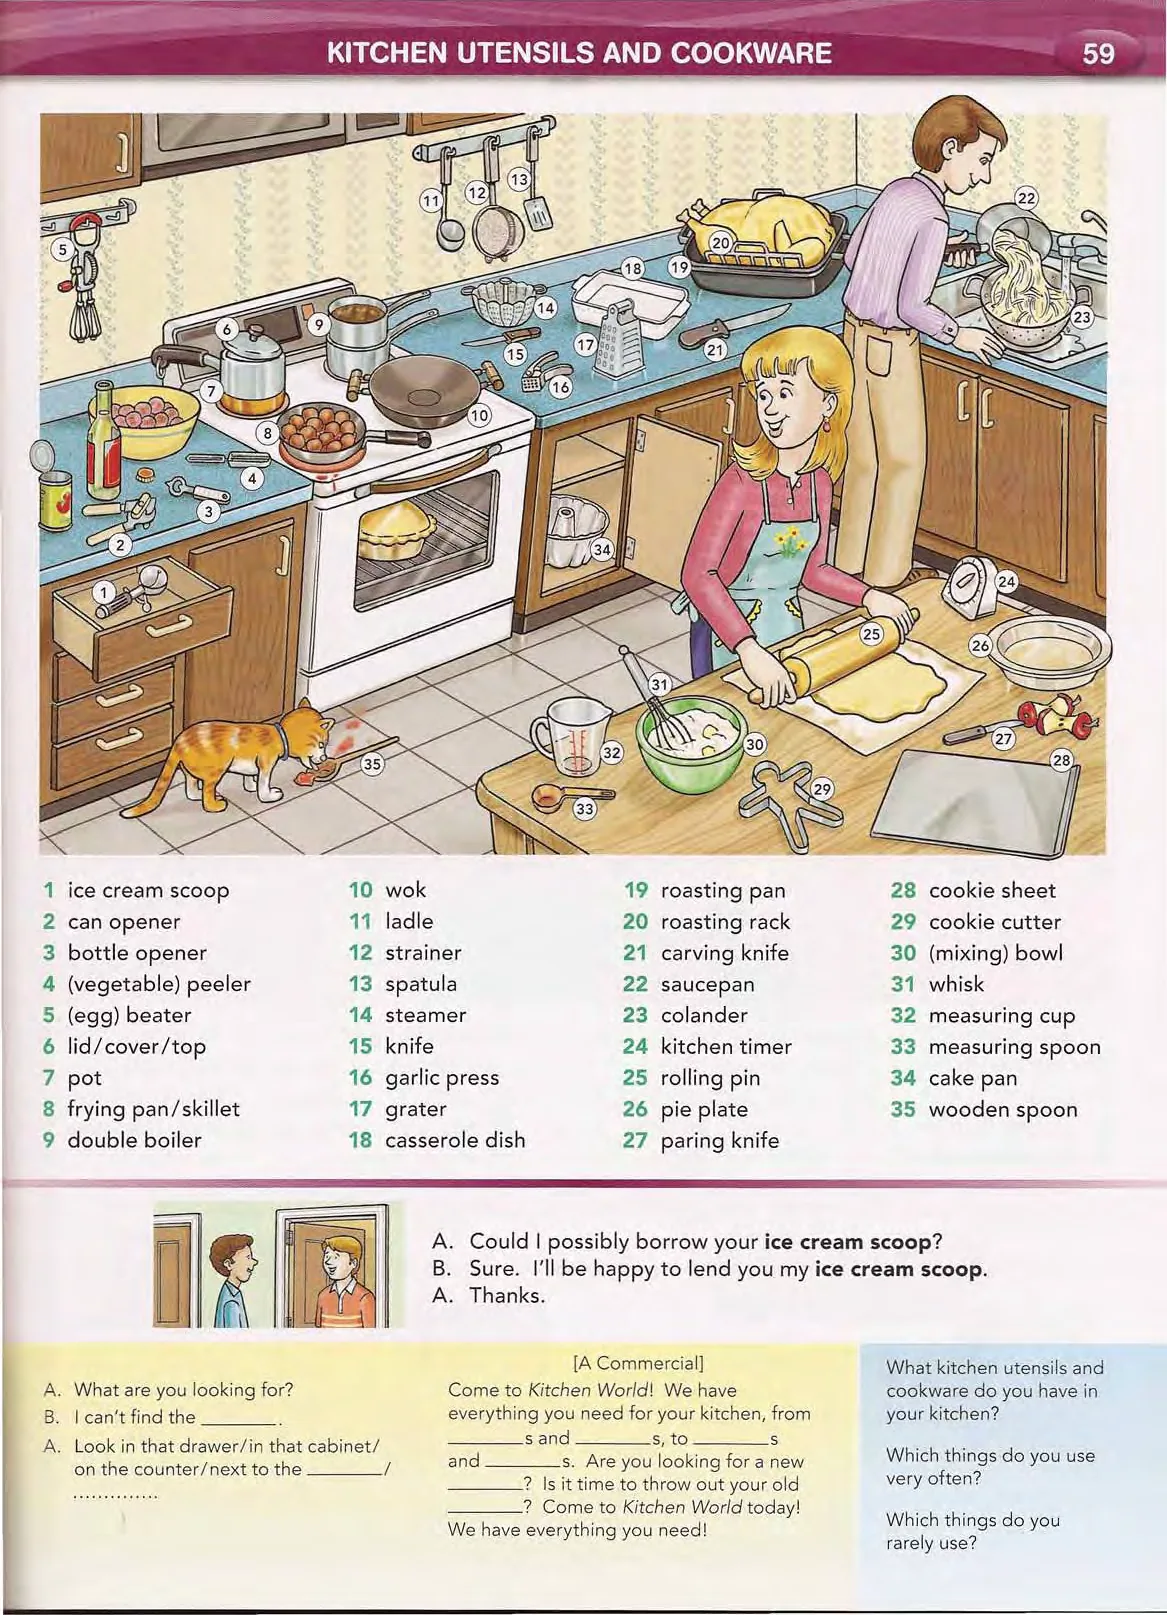 KITCHEN UTENSILS AND COOKWARE
59
1 ice cream scoop
2 can opener
3 bottle opener
4 (vegetable) peeler
5 (egg) beater
6 lid/cover/top
7 pot
8 frying pan/skillet
9 double boiler
10 wok
11 ladle
12 strainer
13 spatula
14 steamer
15 knife
16 garlic press
17 grater
18 casserole dish
19 roasting pan
20 roasting rack
21 carving knife
22 saucepan
23 colander
24 kitchen timer
25 rolling pin
26 pie plate
27 paring knife
28 cookie sheet
29 cookie cutter
30 (mixing) bowl
31 whisk
32 measuring cup
33 measuring spoon
34 cake pan
35 wooden spoon
A. Could I possibly borrow your ice cream scoop?
B. Sure. I'll be happy to lend you my ice cream scoop.
A. Thanks.
A. What are you looking for?
B. I can't find the ________.
A. Look in that drawer/in that cabinet/
on the counter/next to the ________/
..............
[A Commercial]
Come to Kitchen World! We have
everything you need for your kitchen, from
________s and ________s, to ________s
and ________s. Are you looking for a new
________? Is it time to throw out your old
________? Come to Kitchen World today!
We have everything you need!
What kitchen utensils and
cookware do you have in
your kitchen?
Which things do you use
very often?
Which things do you
rarely use?